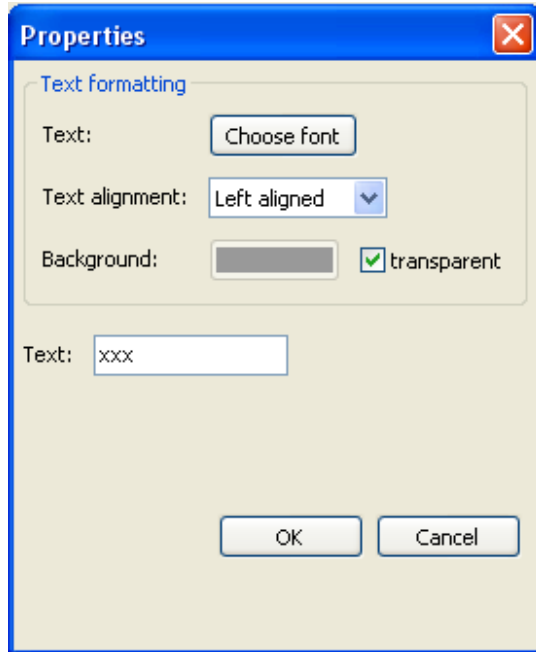 Properties
Text formatting
Text: Choose font
Text alignment: Left aligned
Background: transparent
Text: xxx
OK Cancel